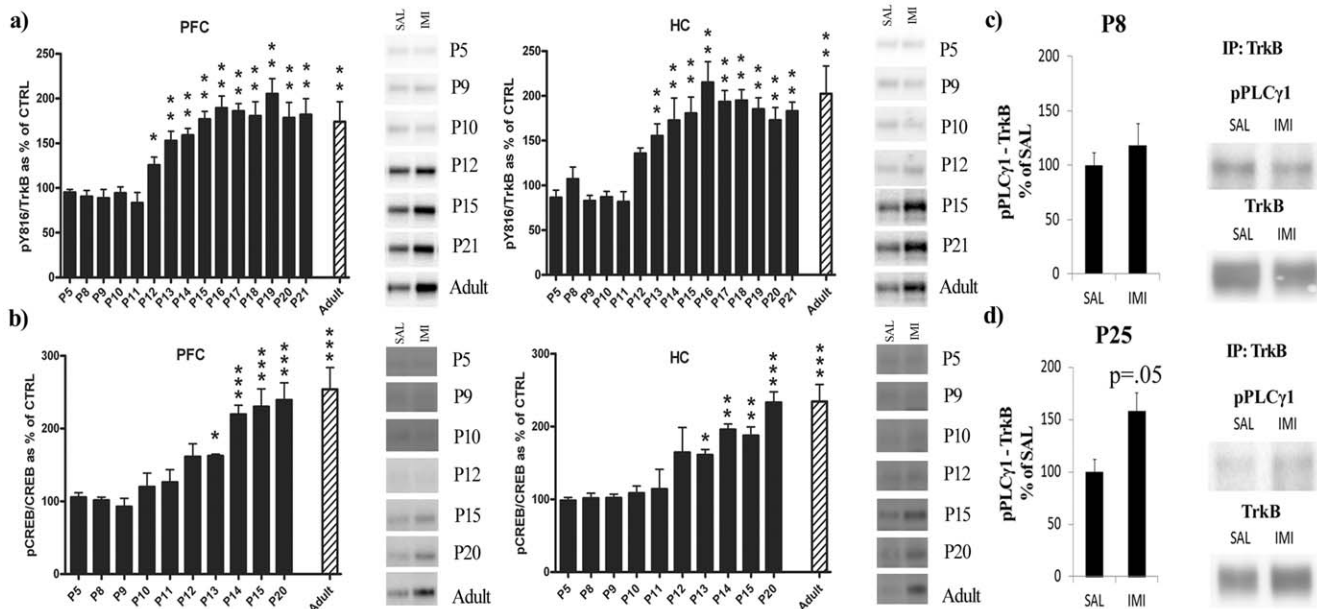 a)
PFC
pY816/TrkB as % of CTRL
250
200
150
100
50
0
* ** ** ** ** ** ** ** ** ** ** **
P5 P8 P9 P10 P11 P12 P13 P14 P15 P16 P17 P18 P19 P20 P21 Adult
SAL IMI
P5
P9
P10
P12
P15
P21
Adult
HC
pY816/TrkB as % of CTRL
250
200
150
100
50
0
** ** ** ** ** ** ** ** ** **
P5 P8 P9 P10 P11 P12 P13 P14 P15 P16 P17 P18 P19 P20 P21 Adult
SAL IMI
P5
P9
P10
P12
P15
P21
Adult
b)
PFC
pCREB/CREB as % of CTRL
300
200
100
0
* *** *** *** ***
P5 P8 P9 P10 P11 P12 P13 P14 P15 P20 Adult
SAL IMI
P5
P9
P10
P12
P15
P20
Adult
HC
pCREB/CREB as % of CTRL
300
200
100
0
* ** ** *** ***
P5 P8 P9 P10 P11 P12 P13 P14 P15 P20 Adult
SAL IMI
P5
P9
P10
P12
P15
P20
Adult
c)
P8
pPLCγ1 - TrkB
% of SAL
200
150
100
50
0
SAL IMI
IP: TrkB
pPLCγ1
SAL IMI
TrkB
SAL IMI
d)
P25
pPLCγ1 - TrkB
% of SAL
200
150
100
50
0
p=.05
SAL IMI
IP: TrkB
pPLCγ1
SAL IMI
TrkB
SAL IMI